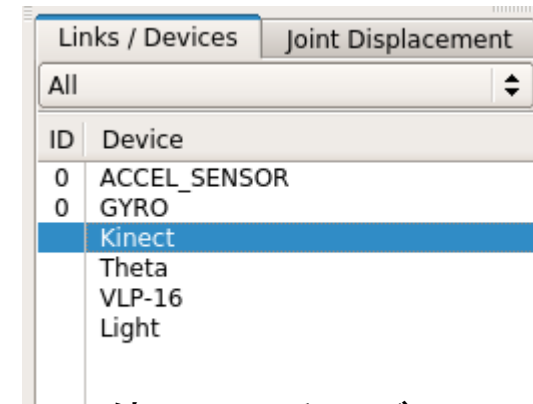 Links / Devices Joint Displacement
All
ID Device
0 ACCEL_SENSOR
0 GYRO
Kinect
Theta
VLP-16
Light